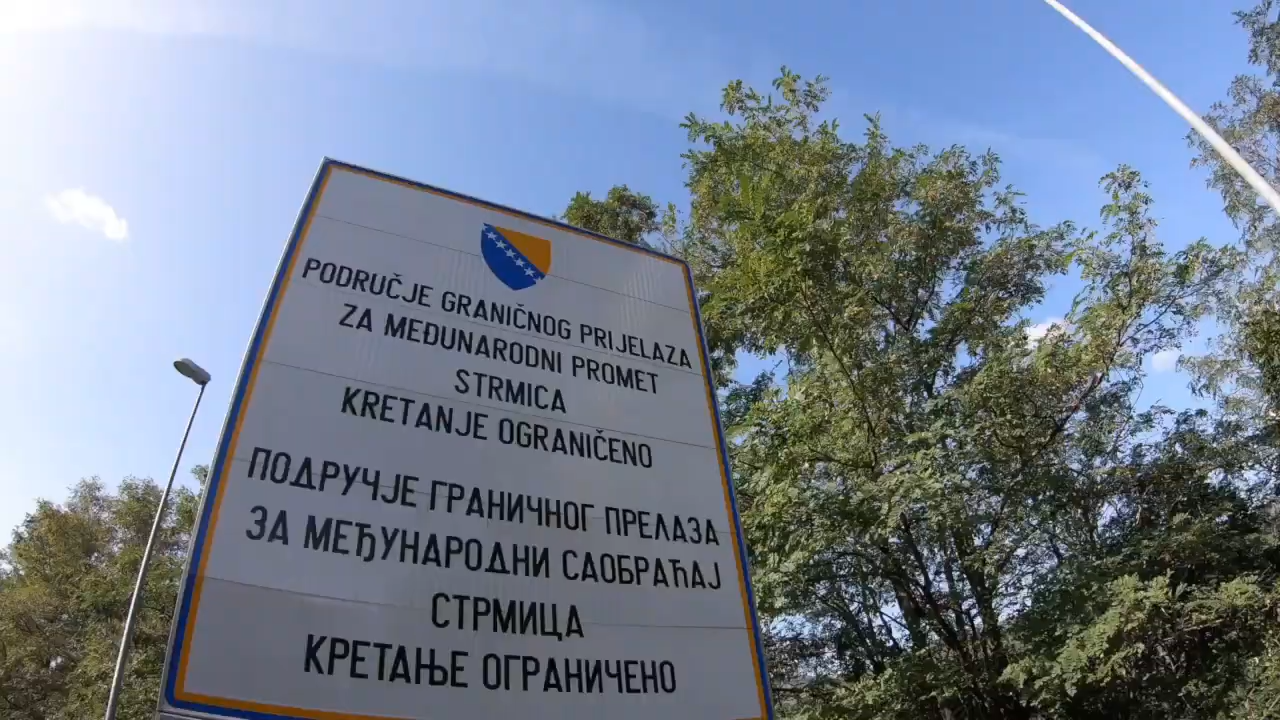 PODRUČJE GRANIČNOG PRIJELAZA
ZA MEĐUNARODNI PROMET
STRMICA
KRETANJE OGRANIČENO
ПОДРУЧЈЕ ГРАНИЧНОГ ПРЕЛАЗА
ЗА МЕЂУНАРОДНИ САОБРАЋАЈ
СТРМИЦА
КРЕТАЊЕ ОГРАНИЧЕНО